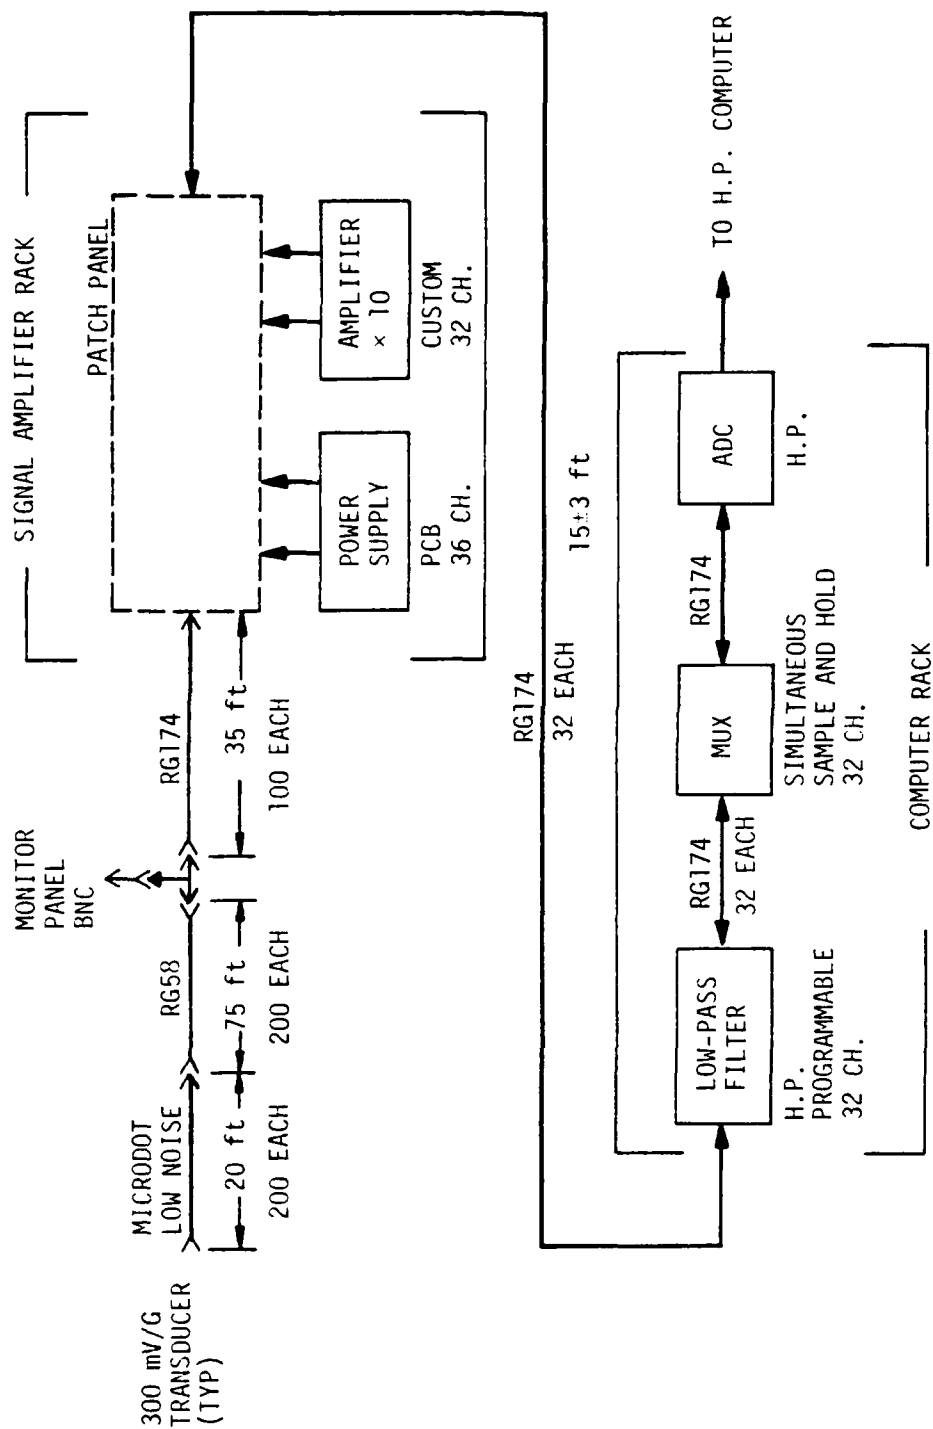 SIGNAL AMPLIFIER RACK
PATCH PANEL
MONITOR
PANEL
BNC
300 mV/G
TRANSDUCER
(TYP)
MICRODOT
LOW NOISE
20 ft
200 EACH
RG58
75 ft
200 EACH
RG174
35 ft
100 EACH
POWER
SUPPLY
PCB
36 CH.
AMPLIFIER
× 10
CUSTOM
32 CH.
RG174
32 EACH
15±3 ft
LOW-PASS
FILTER
H.P.
PROGRAMMABLE
32 CH.
RG174
32 EACH
MUX
SIMULTANEOUS
SAMPLE AND HOLD
32 CH.
RG174
ADC
H.P.
TO H.P. COMPUTER
COMPUTER RACK